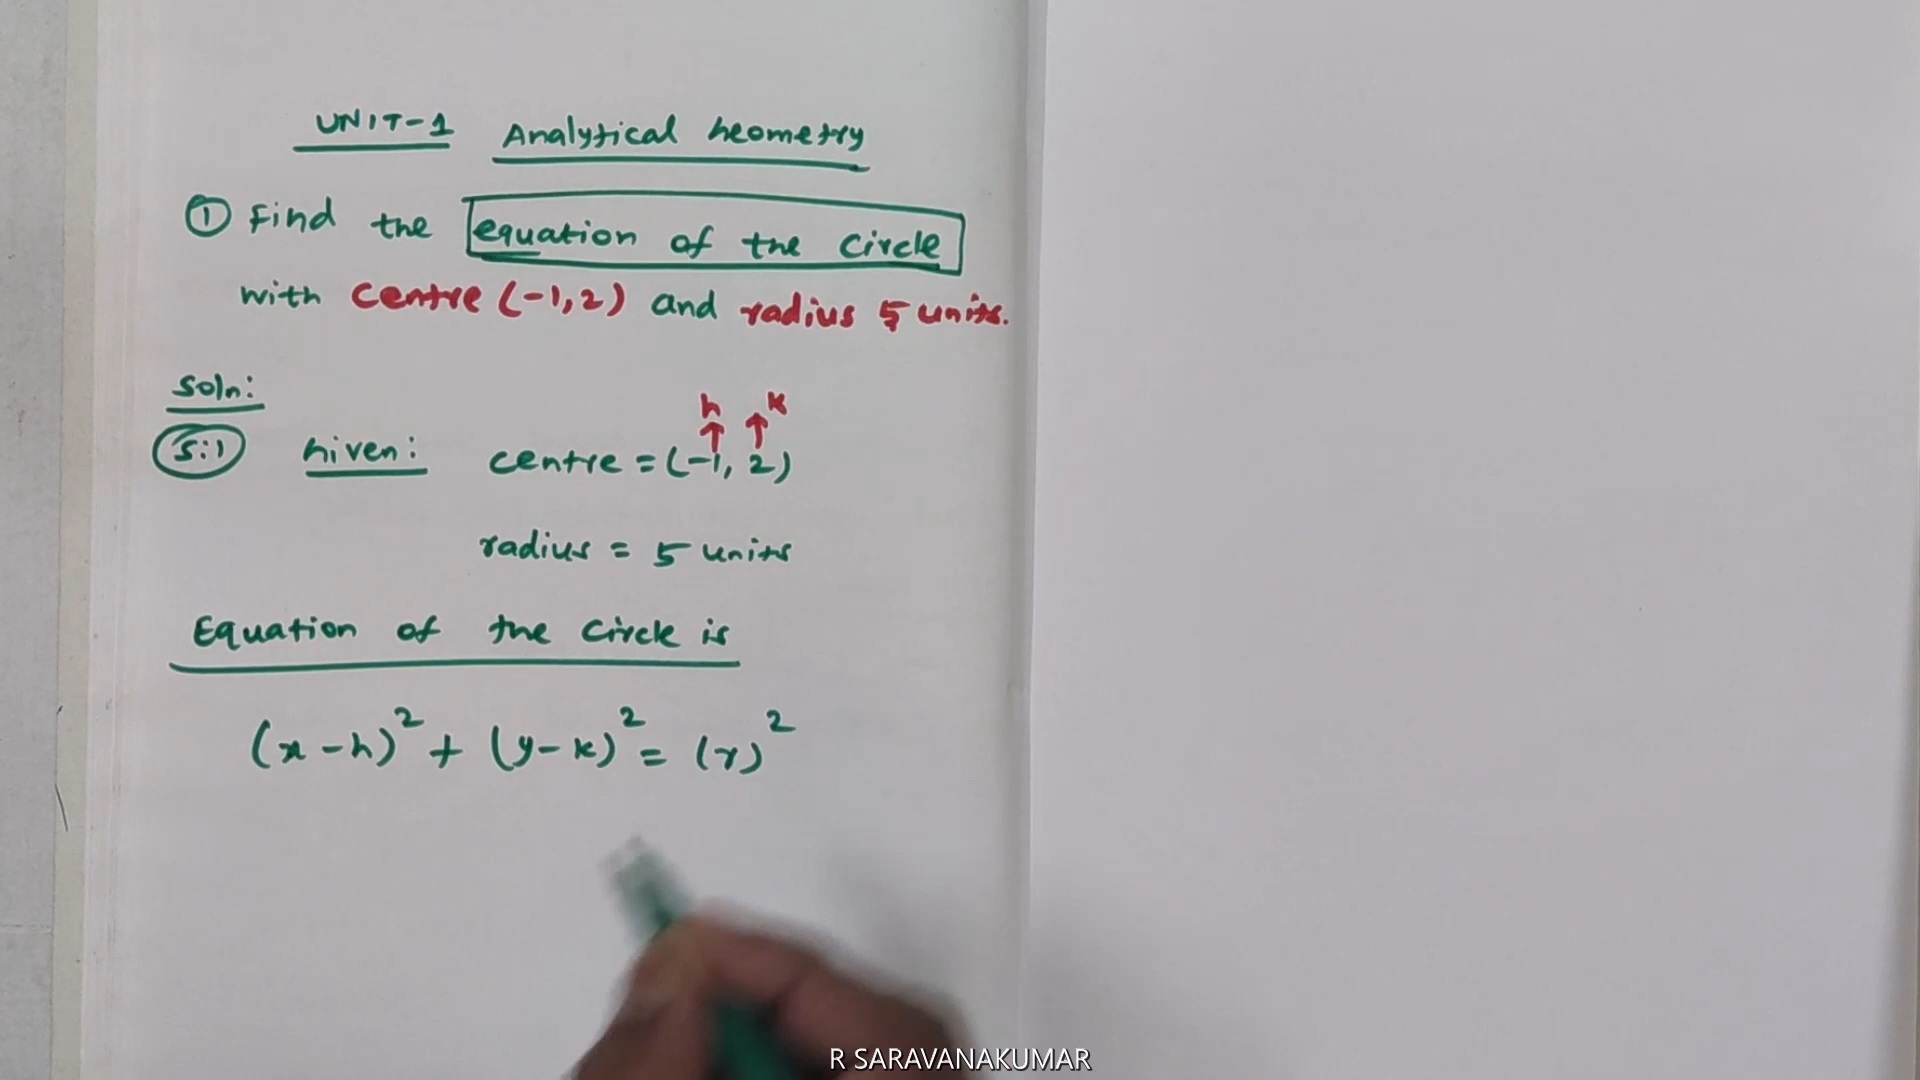 UNIT-1 Analytical Geometry
① Find the equation of the circle
with centre (-1,2) and radius 5 units.
Soln:
h k
S:1 Given: centre = (-1, 2)
radius = 5 units
Equation of the circle is
(x-h)² + (y-k)² = (r)²
R SARAVANAKUMAR